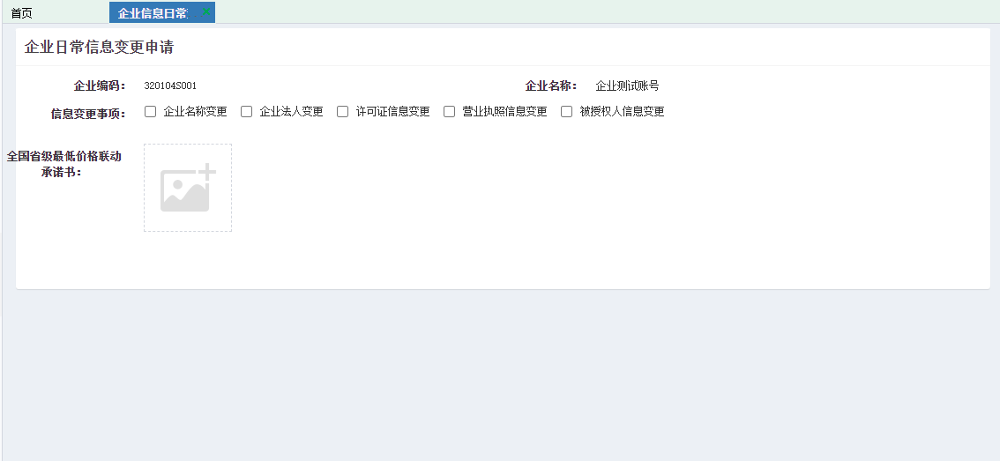 首页 企业信息日常
企业日常信息变更申请
企业编码： 320104S001 企业名称： 企业测试账号
信息变更事项： 企业名称变更 企业法人变更 许可证信息变更 营业执照信息变更 被授权人信息变更
全国省级最低价格联动
承诺书：